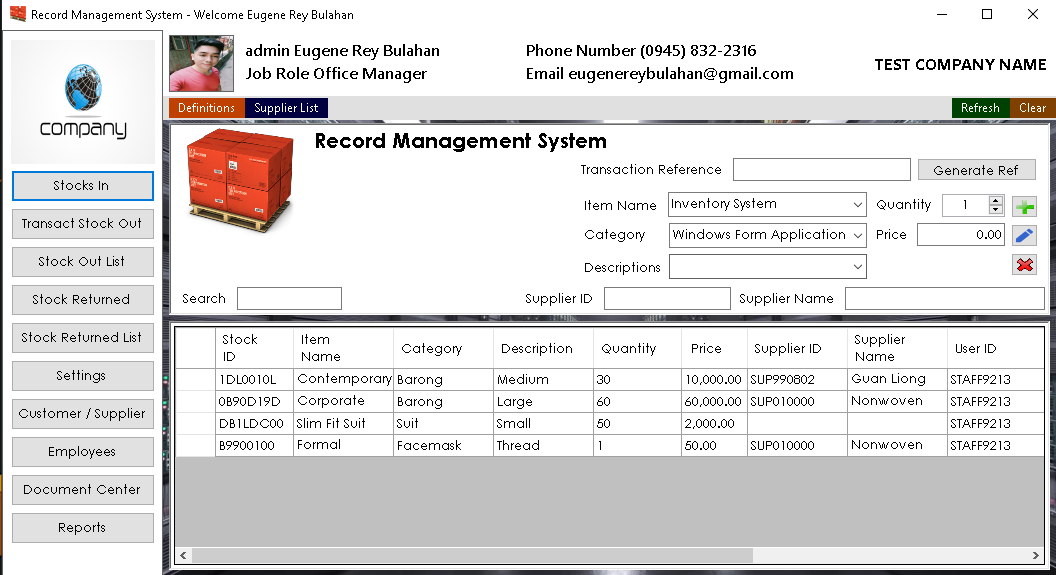 Record Management System - Welcome Eugene Rey Bulahan
company
admin Eugene Rey Bulahan
Job Role Office Manager
Phone Number (0945) 832-2316
Email eugenereybulahan@gmail.com
TEST COMPANY NAME
Definitions Supplier List Refresh Clear
Stocks In
Transact Stock Out
Stock Out List
Stock Returned
Stock Returned List
Settings
Customer / Supplier
Employees
Document Center
Reports
Record Management System
Transaction Reference Generate Ref
Item Name Inventory System Quantity 1
Category Windows Form Application Price 0.00
Descriptions
Search Supplier ID Supplier Name
Stock ID Item Name Category Description Quantity Price Supplier ID Supplier Name User ID
1DL0010L Contemporary Barong Medium 30 10,000.00 SUP990802 Guan Liong STAFF9213
0B90D19D Corporate Barong Large 60 60,000.00 SUP010000 Nonwoven STAFF9213
DB1LDC00 Slim Fit Suit Suit Small 50 2,000.00 STAFF9213
B9900100 Formal Facemask Thread 1 50.00 SUP010000 Nonwoven STAFF9213